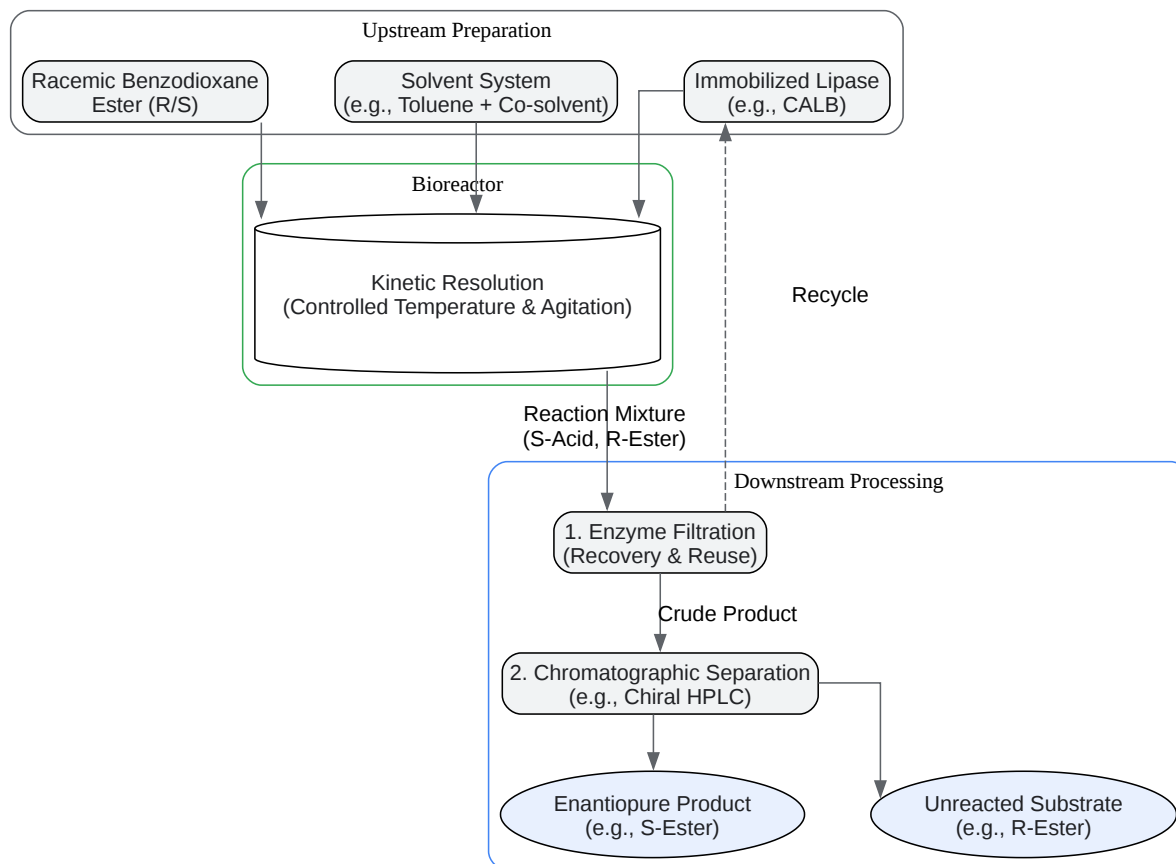 Upstream Preparation
Racemic Benzodioxane
Ester (R/S)
Solvent System
(e.g., Toluene + Co-solvent)
Immobilized Lipase
(e.g., CALB)
Bioreactor
Kinetic Resolution
(Controlled Temperature & Agitation)
Recycle
Reaction Mixture
(S-Acid, R-Ester)
Downstream Processing
1. Enzyme Filtration
(Recovery & Reuse)
Crude Product
2. Chromatographic Separation
(e.g., Chiral HPLC)
Enantiopure Product
(e.g., S-Ester)
Unreacted Substrate
(e.g., R-Ester)